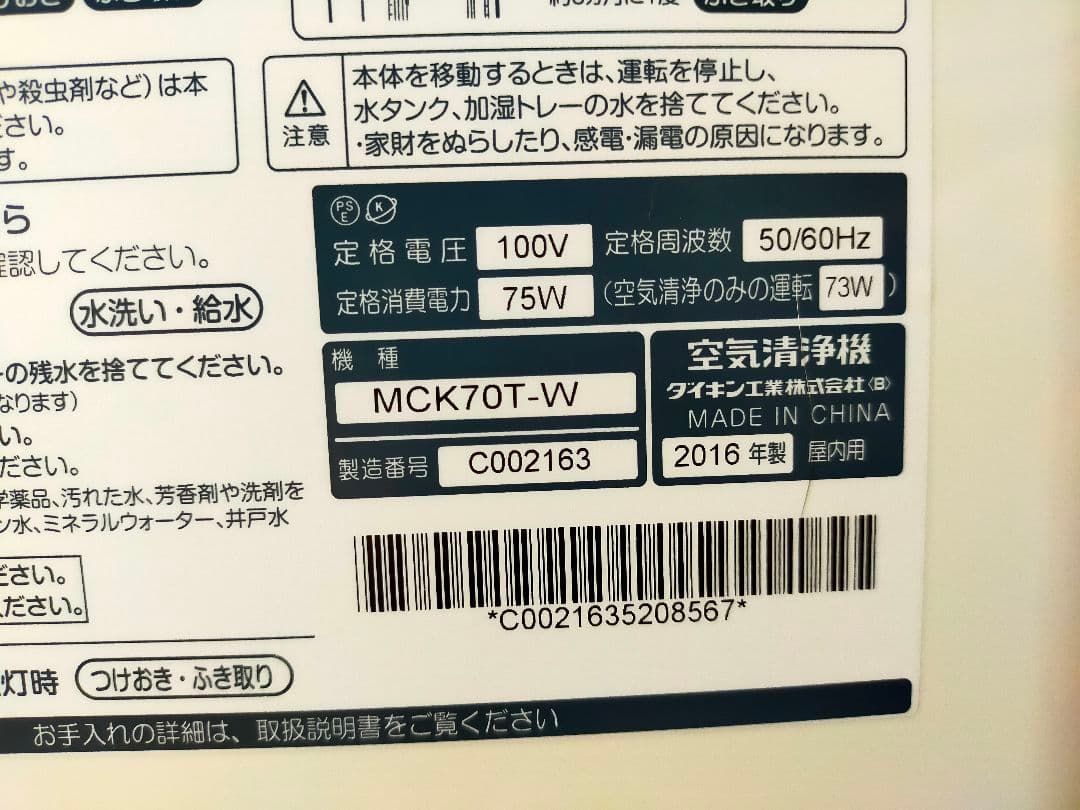 や殺虫剤など)は本
ださい。
す。
注意
本体を移動するときは、運転を停止し、
水タンク、加湿トレーの水を捨ててください。
・家財をぬらしたり、感電・漏電の原因になります。
ら
確認してください。
水洗い・給水
ーの残水を捨ててください。
なります)
い。
ださい。
学薬品、汚れた水、芳香剤や洗剤を
ン水、ミネラルウォーター、井戸水
ださい。
ください。
灯時 つけおき・ふき取り
PS
E
K
定格電圧 100V 定格周波数 50/60Hz
定格消費電力 75W (空気清浄のみの運転 73W)
機種
MCK70T-W
製造番号 C002163
空気清浄機
ダイキン工業株式会社〈B〉
MADE IN CHINA
2016年製 屋内用
*C0021635208567*
お手入れの詳細は、取扱説明書をご覧ください